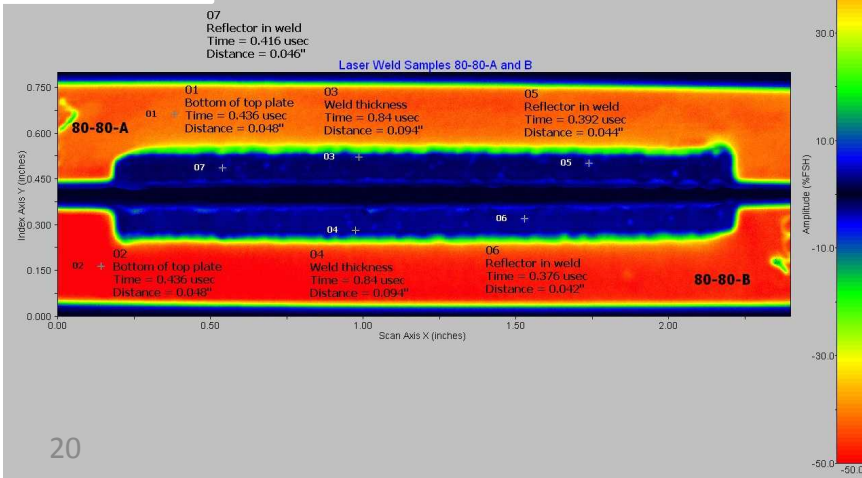 07
Reflector in weld
Time = 0.416 usec
Distance = 0.046"
Laser Weld Samples 80-80-A and B
01
Bottom of top plate
Time = 0.436 usec
Distance = 0.048"
03
Weld thickness
Time = 0.84 usec
Distance = 0.094"
05
Reflector in weld
Time = 0.392 usec
Distance = 0.044"
01
80-80-A
07
03
05
04
06
02
02
Bottom of top plate
Time = 0.436 usec
Distance = 0.048"
04
Weld thickness
Time = 0.84 usec
Distance = 0.094"
06
Reflector in weld
Time = 0.376 usec
Distance = 0.042"
80-80-B
Index Axis Y (inches)
0.750
0.600
0.450
0.300
0.150
0.000
0.00
0.50
1.00
1.50
2.00
Scan Axis X (inches)
Amplitude (%FSH)
30.0
10.0
-10.0
-30.0
-50.0
-50.0
20